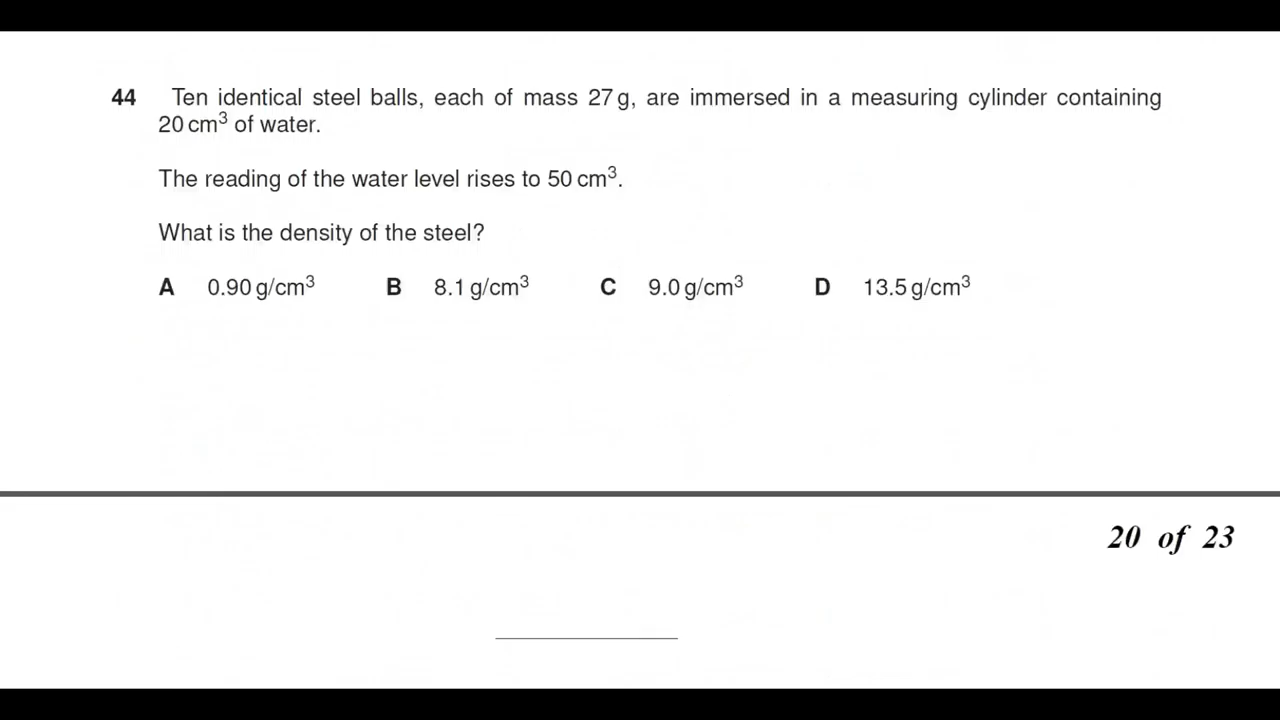 44 Ten identical steel balls, each of mass 27 g, are immersed in a measuring cylinder containing
20 cm³ of water.
The reading of the water level rises to 50 cm³.
What is the density of the steel?
A 0.90 g/cm³ B 8.1 g/cm³ C 9.0 g/cm³ D 13.5 g/cm³
20 of 23